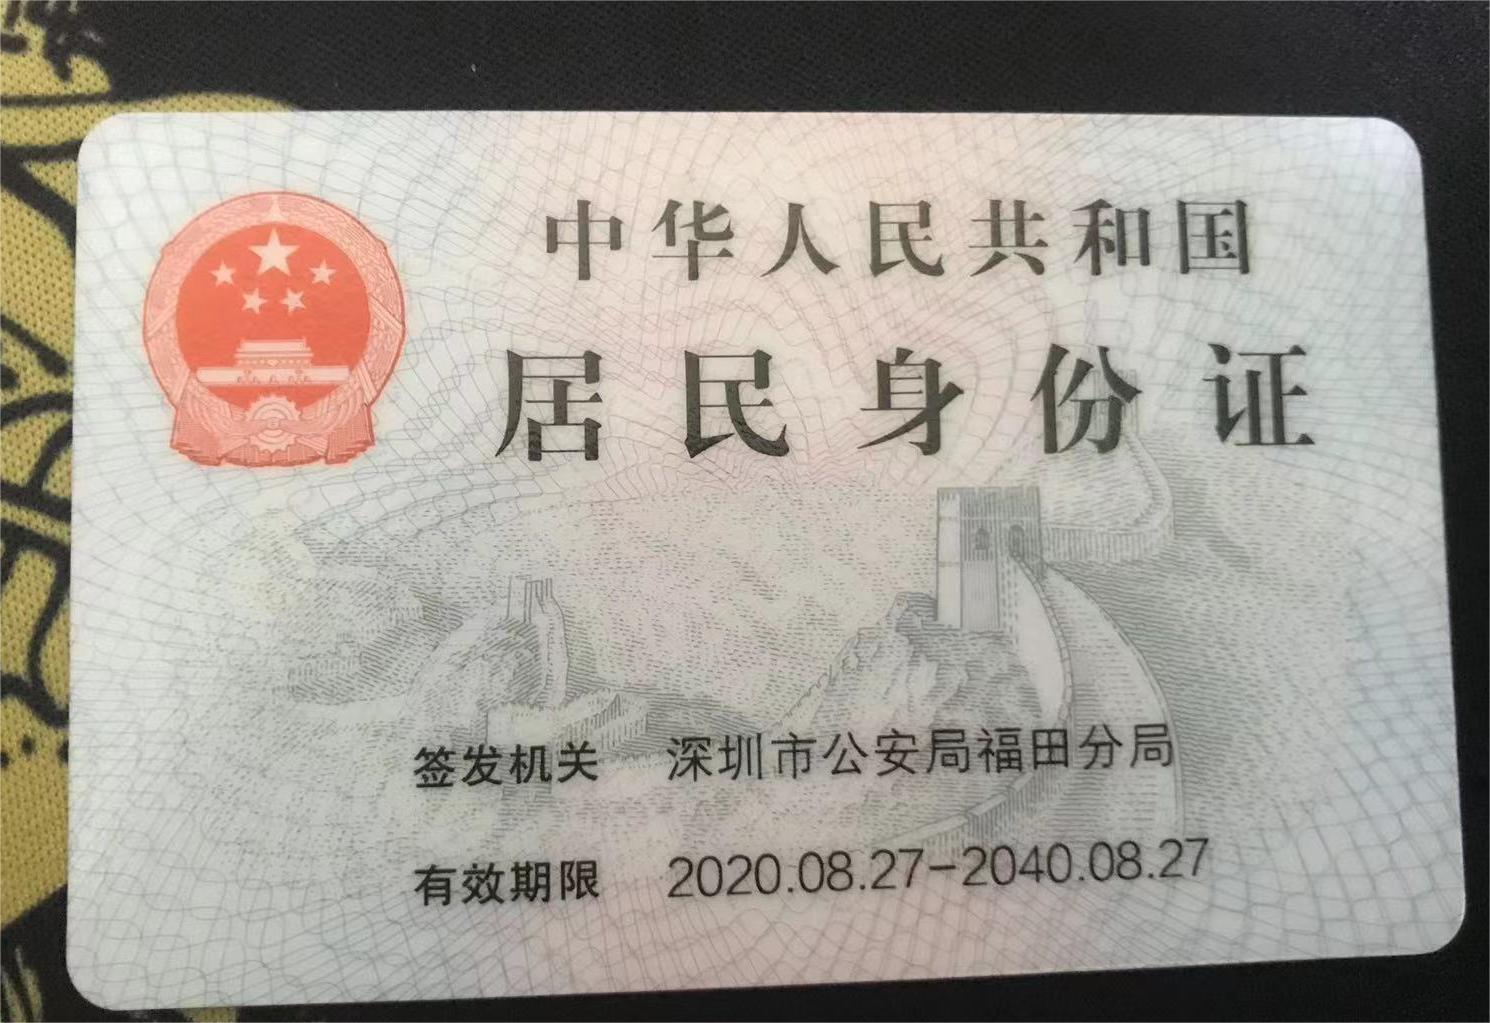 中华人民共和国
居民身份证
签发机关 深圳市公安局福田分局
有效期限 2020.08.27-2040.08.27